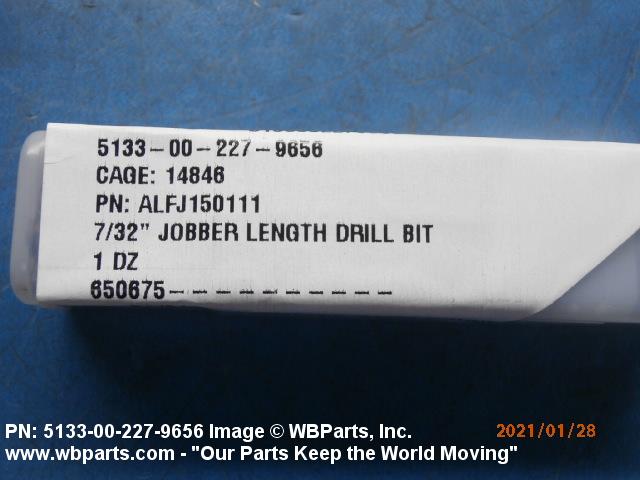 5133-00-227-9656
CAGE: 14846
PN: ALFJ150111
7/32" JOBBER LENGTH DRILL BIT
1 DZ
650675- - - - - - - - - -
PN: 5133-00-227-9656 Image © WBParts, Inc.
2021/01/28
www.wbparts.com - "Our Parts Keep the World Moving"